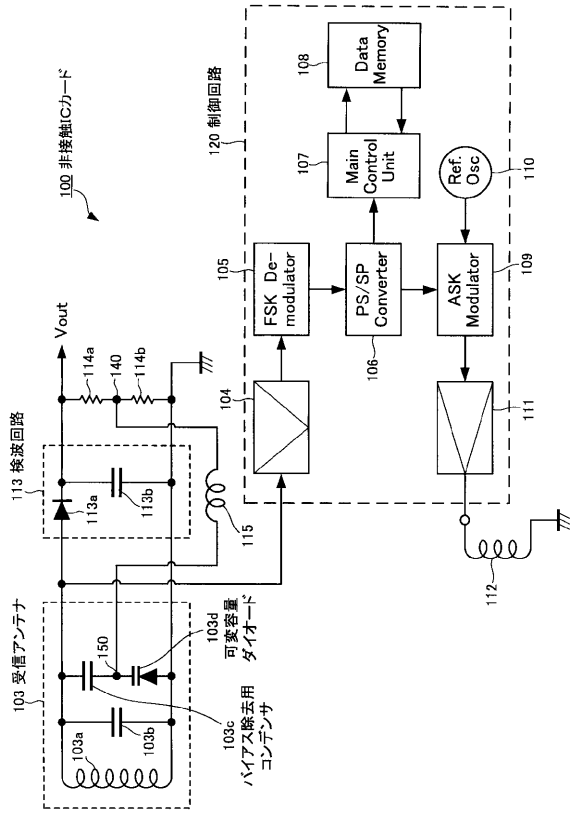 100 非接触ICカード
103 受信アンテナ
103a
103b
103c
バイアス除去用
コンデンサ
150
103d
可変容量
ダイオード
113 検波回路
113a
113b
115
Vout
114a
140
114b
120 制御回路
104
105
FSK De-
modulator
PS/SP
Converter
106
107
Main
Control
Unit
108
Data
Memory
ASK
Modulator
109
Ref.
Osc
110
111
112